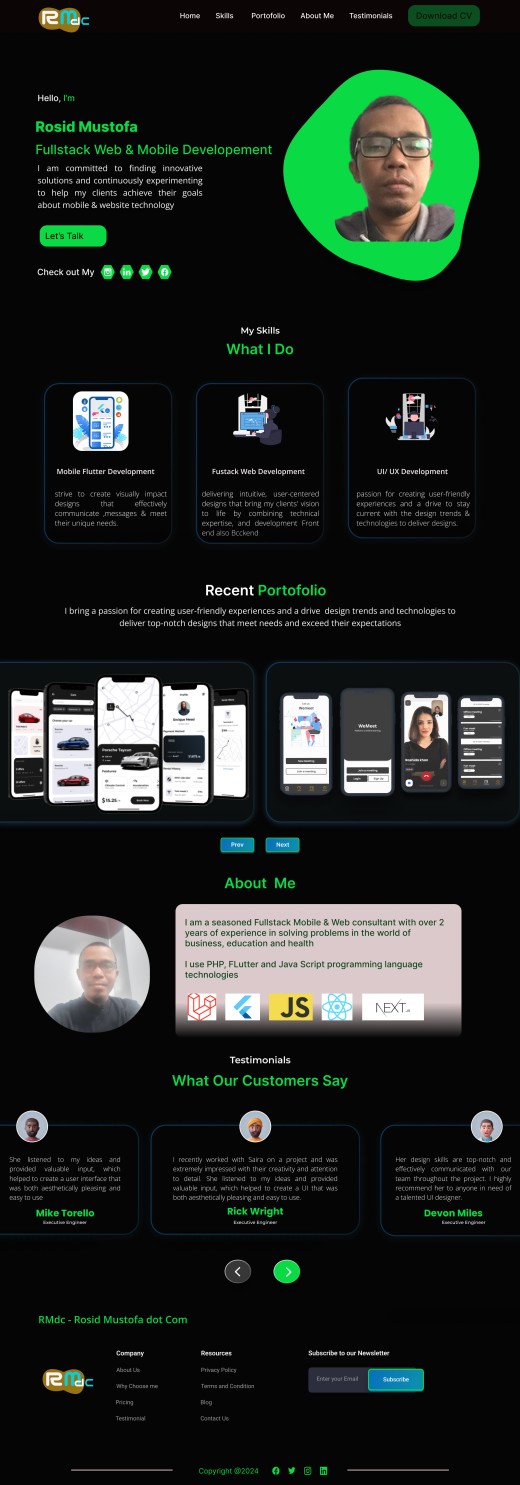 RMdc
Home Skills Portofolio About Me Testimonials Download CV
Hello, I'm
Rosid Mustofa
Fullstack Web & Mobile Developement
I am committed to finding innovative
solutions and continuously experimenting
to help my clients achieve their goals
about mobile & website technology
Let's Talk
Check out My
My Skills
What I Do
Mobile Flutter Development
strive to create visually impact
designs that effectively
communicate ,messages & meet
their unique needs.
Fustack Web Development
delivering intuitive, user-centered
designs that bring my clients' vision
to life by combining technical
expertise, and development Front
end also Bcckend
UI/ UX Development
passion for creating user-friendly
experiences and a drive to stay
current with the design trends &
technologies to deliver designs.
Recent Portofolio
I bring a passion for creating user-friendly experiences and a drive design trends and technologies to
deliver top-notch designs that meet needs and exceed their expectations
Porsche Taycan
Features
$15.25
WeMeet
WeMeet
Prev Next
About Me
I am a seasoned Fullstack Mobile & Web consultant with over 2
years of experience in solving problems in the world of
business, education and health
I use PHP, FLutter and Java Script programming language
technologies
JS
NEXT.JS
Testimonials
What Our Customers Say
She listened to my ideas and
provided valuable input, which
helped to create a user interface that
was both aesthetically pleasing and
easy to use
Mike Torello
Executive Engineer
I recently worked with Saira on a project and was
extremely impressed with their creativity and attention
to detail. She listened to my ideas and provided
valuable input, which helped to create a UI that was
both aesthetically pleasing and easy to use.
Rick Wright
Executive Engineer
Her design skills are top-notch and
effectively communicated with our
team throughout the project. I highly
recommend her to anyone in need of
a talented UI designer.
Devon Miles
Executive Engineer
RMdc - Rosid Mustofa dot Com
RMdc
Company
About Us
Why Choose me
Pricing
Testimonial
Resources
Privacy Policy
Terms and Condition
Blog
Contact Us
Subscribe to our Newsletter
Enter your Email Subscribe
Copyright @2024